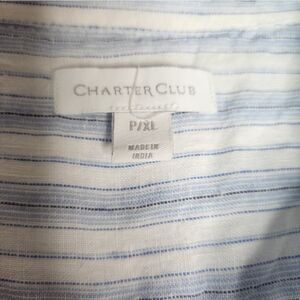 CHARTER CLUB
P/XL
MADE IN
INDIA